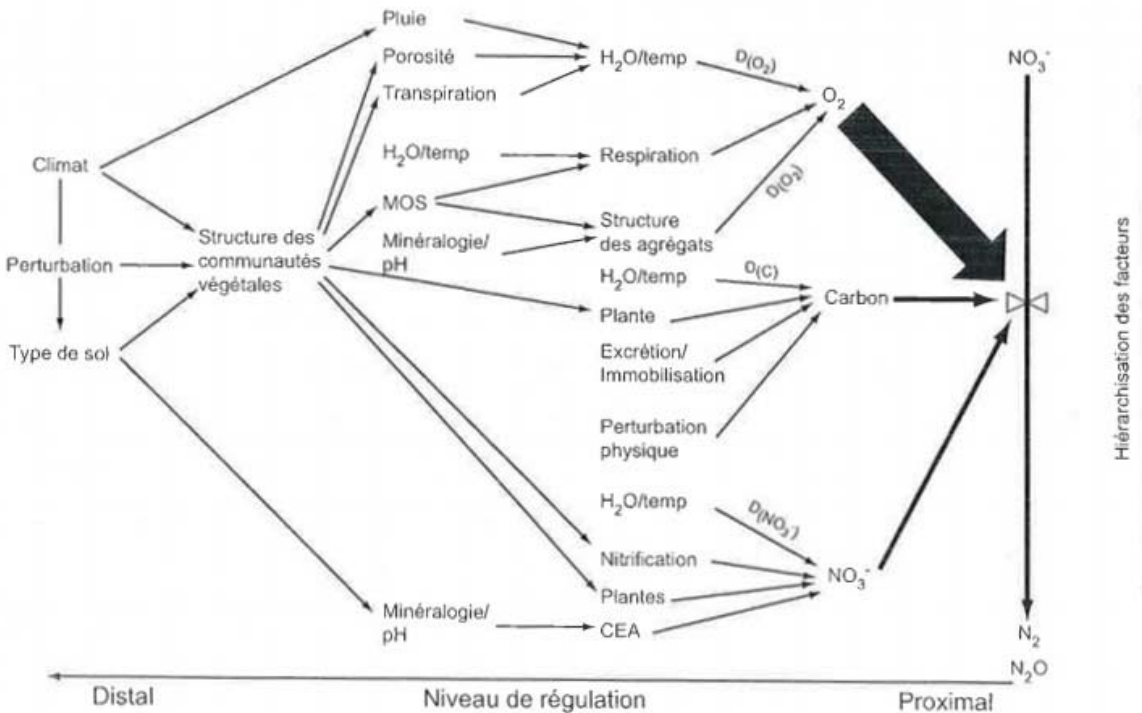 Pluie
Porosité
Transpiration
H₂O/temp
D(O₂)
O₂
NO₃⁻
Climat
H₂O/temp
Respiration
D(O₂)
MOS
Minéralogie/
pH
Structure
des agrégats
Perturbation
Structure des
communautés
végétales
H₂O/temp
O(C)
Plante
Carbon
Type de sol
Excrétion/
Immobilisation
Perturbation
physique
H₂O/temp
D(NO₃⁻)
Nitrification
NO₃⁻
Plantes
Minéralogie/
pH
CEA
N₂
N₂O
Hiérarchisation des facteurs
Distal
Niveau de régulation
Proximal